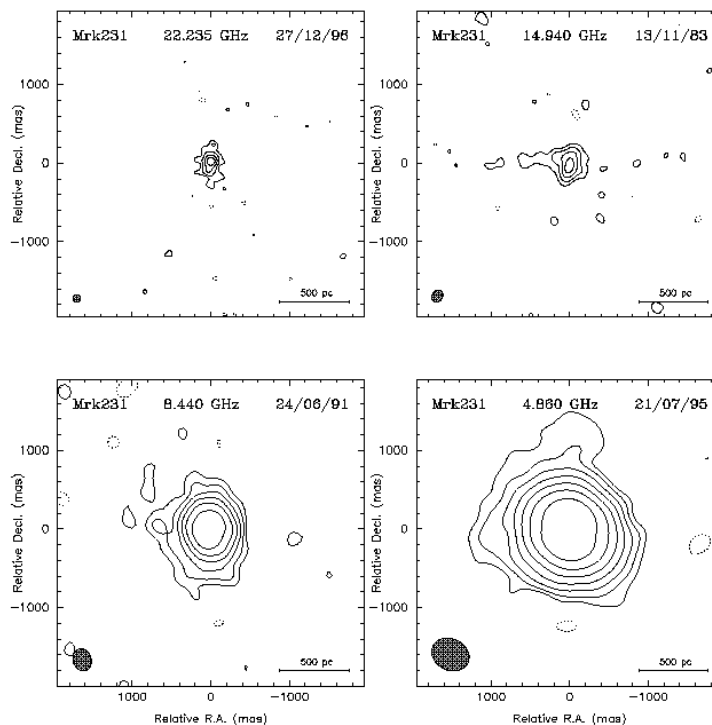 Mrk231 22.235 GHz 27/12/96
Relative Decl. (mas)
1000
0
−1000
500 pc
Mrk231 14.940 GHz 13/11/83
Relative Decl. (mas)
1000
0
−1000
500 pc
Mrk231 8.440 GHz 24/06/91
Relative Decl. (mas)
1000
0
−1000
500 pc
1000 0 −1000
Relative R.A. (mas)
Mrk231 4.860 GHz 21/07/95
Relative Decl. (mas)
1000
0
−1000
500 pc
1000 0 −1000
Relative R.A. (mas)